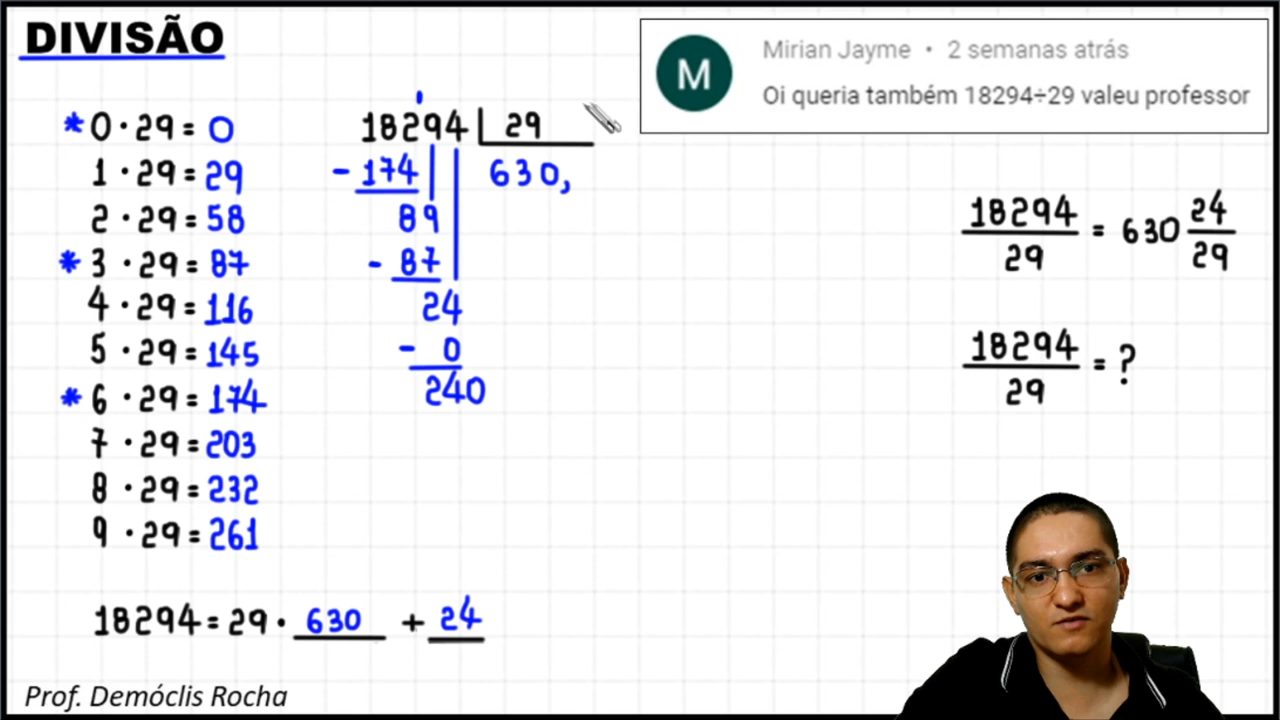 DIVISÃO
M
Mirian Jayme • 2 semanas atrás
Oi queria também 18294÷29 valeu professor
* 0 · 29 = 0
1 · 29 = 29
2 · 29 = 58
* 3 · 29 = 87
4 · 29 = 116
5 · 29 = 145
* 6 · 29 = 174
7 · 29 = 203
8 · 29 = 232
9 · 29 = 261
18294 29
- 174 630,
89
- 87
24
- 0
240
18294 = 29 · 630 + 24
18294/29 = 630 24/29
18294/29 = ?
Prof. Demóclis Rocha